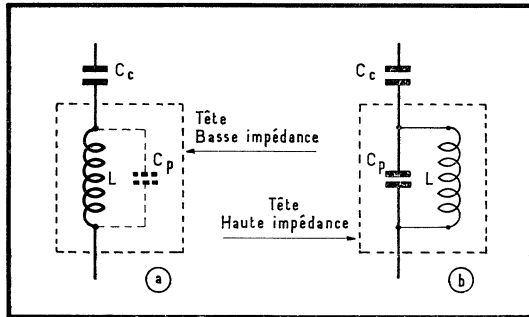 Cc
Cc
Tête
Basse impédance
Cp
L
Cp
L
Tête
Haute impédance
a
b